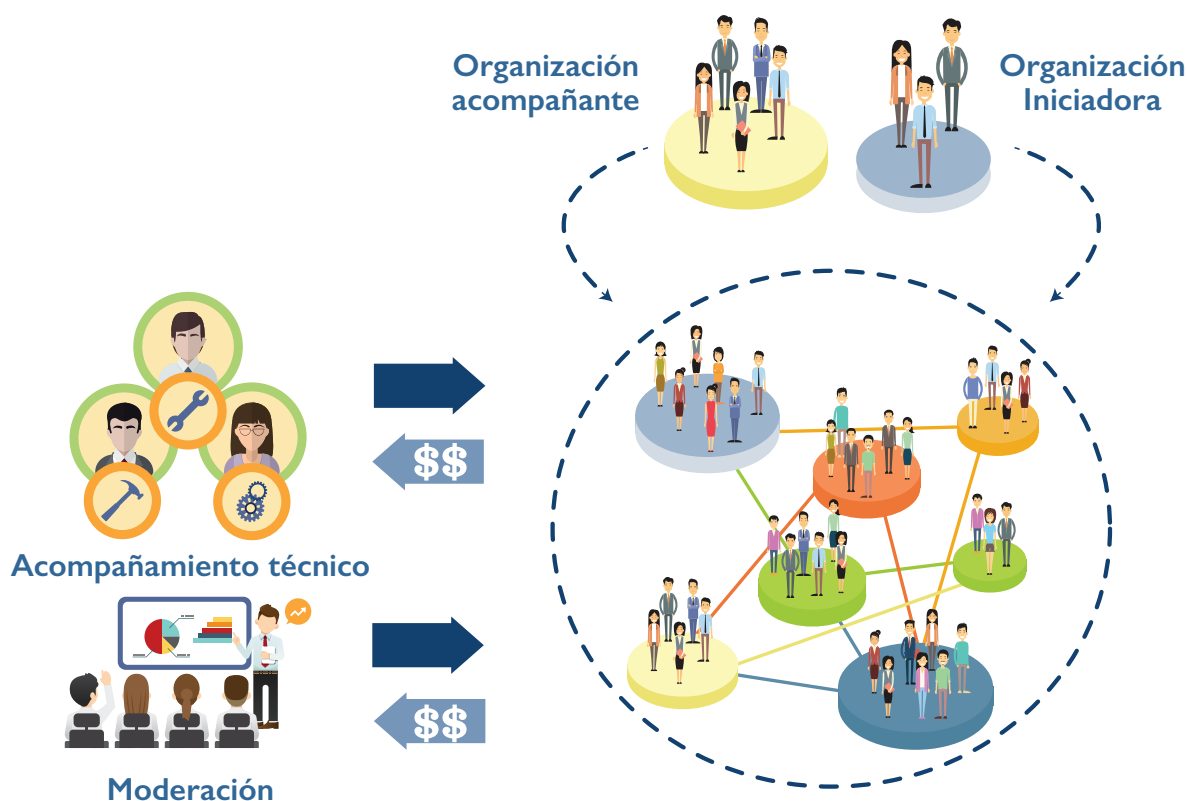 Organización
acompañante
Organización
Iniciadora
$$
Acompañamiento técnico
$$
Moderación